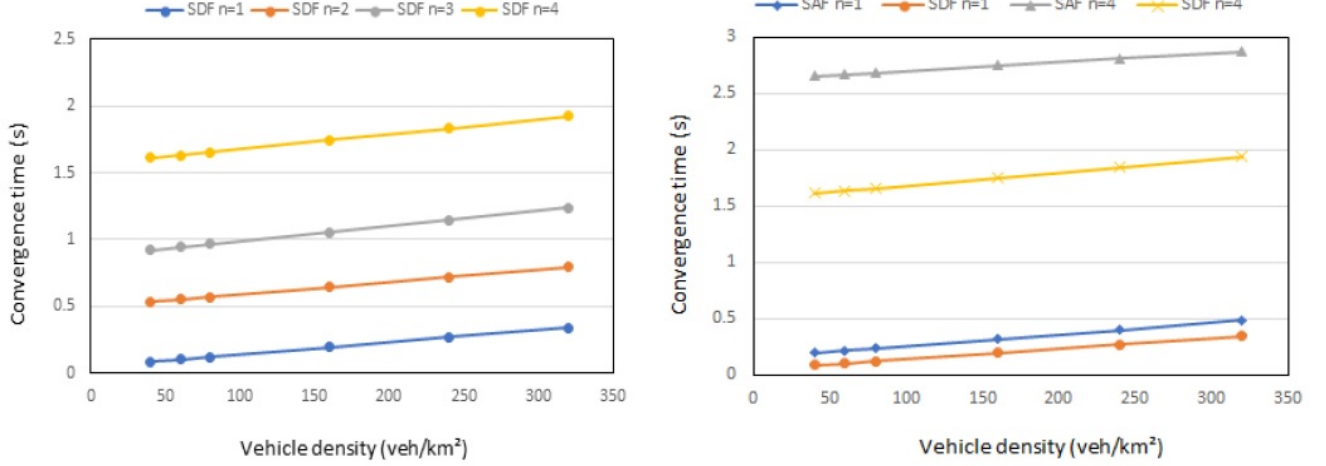 SDF n=1 SDF n=2 SDF n=3 SDF n=4
2.5
2
1.5
1
0.5
0
0 50 100 150 200 250 300 350
Convergence time (s)
Vehicle density (veh/km²)
SAF n=1 SDF n=1 SAF n=4 SDF n=4
3
2.5
2
1.5
1
0.5
0
0 50 100 150 200 250 300 350
Convergence time (s)
Vehicle density (veh/km²)